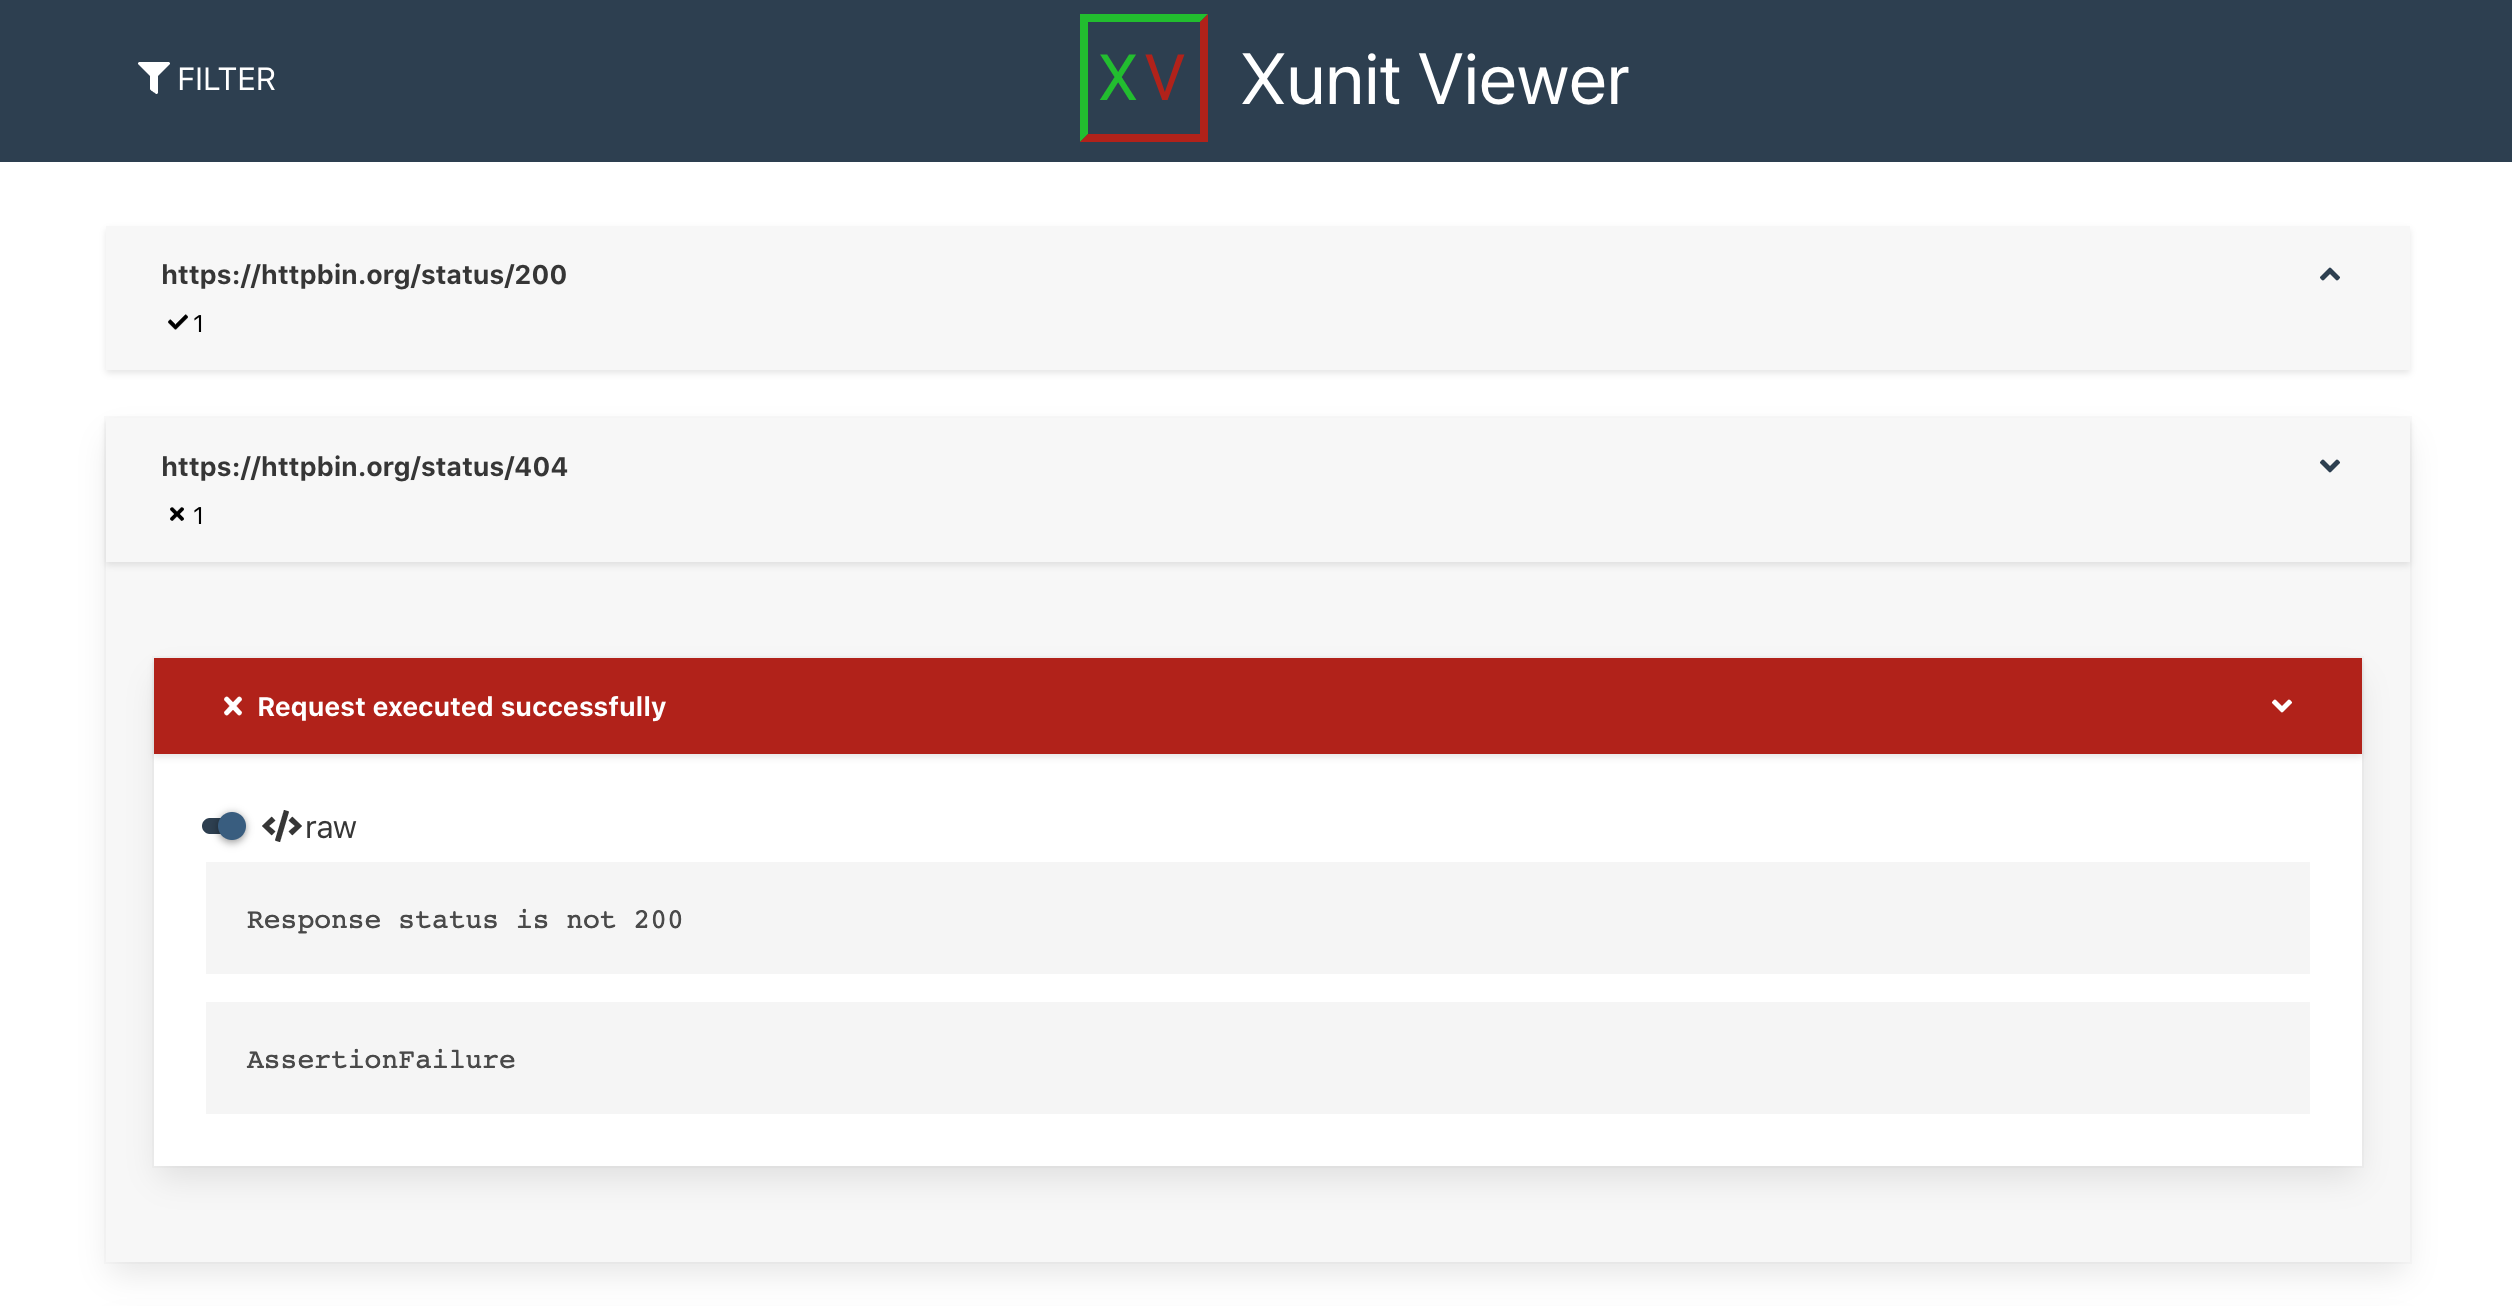 FILTER
XV
Xunit Viewer
https://httpbin.org/status/200
1
https://httpbin.org/status/404
1
Request executed successfully
</>raw
Response status is not 200
AssertionFailure